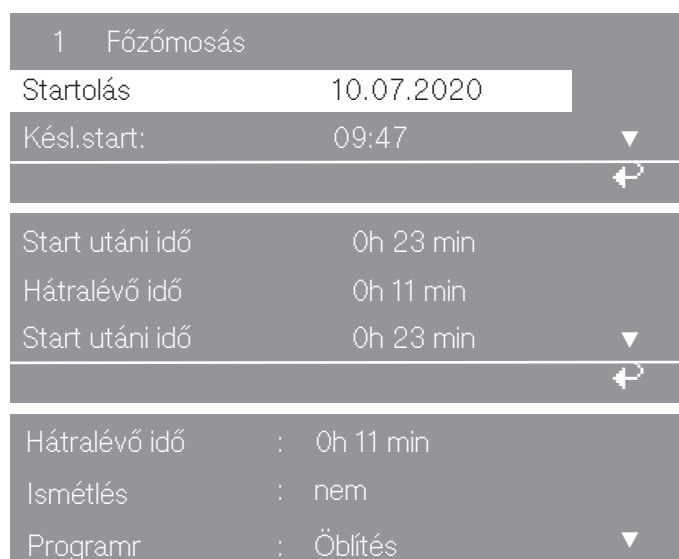 1 Főzőmosás
Startolás 10.07.2020
Késl.start: 09:47 ▼
Start utáni idő 0h 23 min
Hátralévő idő 0h 11 min
Start utáni idő 0h 23 min ▼
Hátralévő idő : 0h 11 min
Ismétlés : nem
Programr : Öblítés ▼